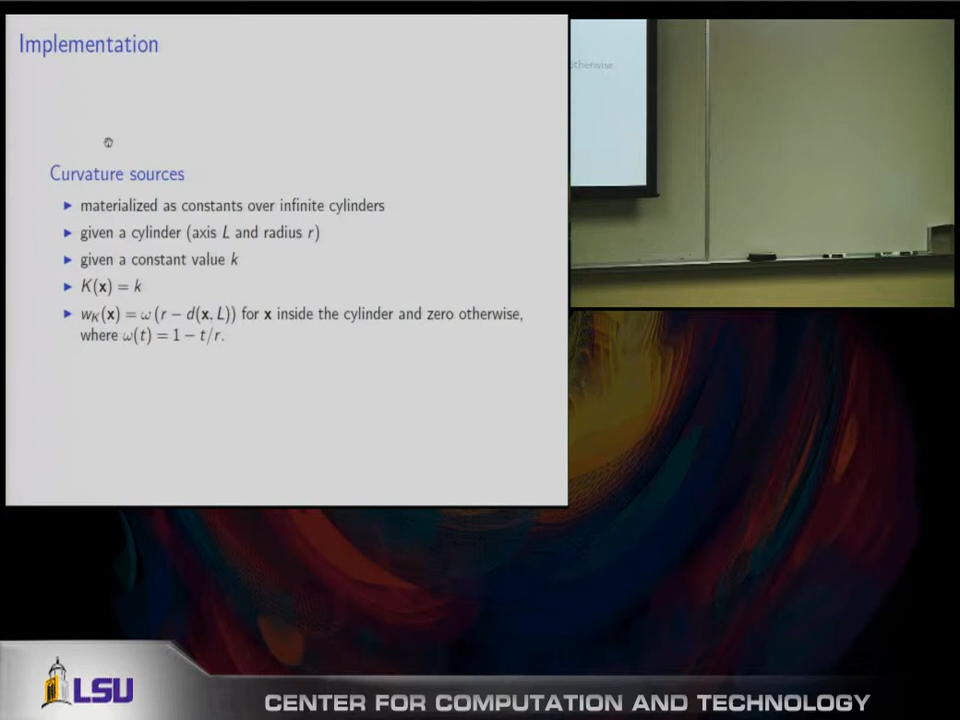 Implementation
Curvature sources
▶ materialized as constants over infinite cylinders
▶ given a cylinder (axis L and radius r)
▶ given a constant value k
▶ K(x) = k
▶ w_K(x) = ω (r − d(x, L)) for x inside the cylinder and zero otherwise,
where ω(t) = 1 − t/r.
otherwise
LSU
CENTER FOR COMPUTATION AND TECHNOLOGY